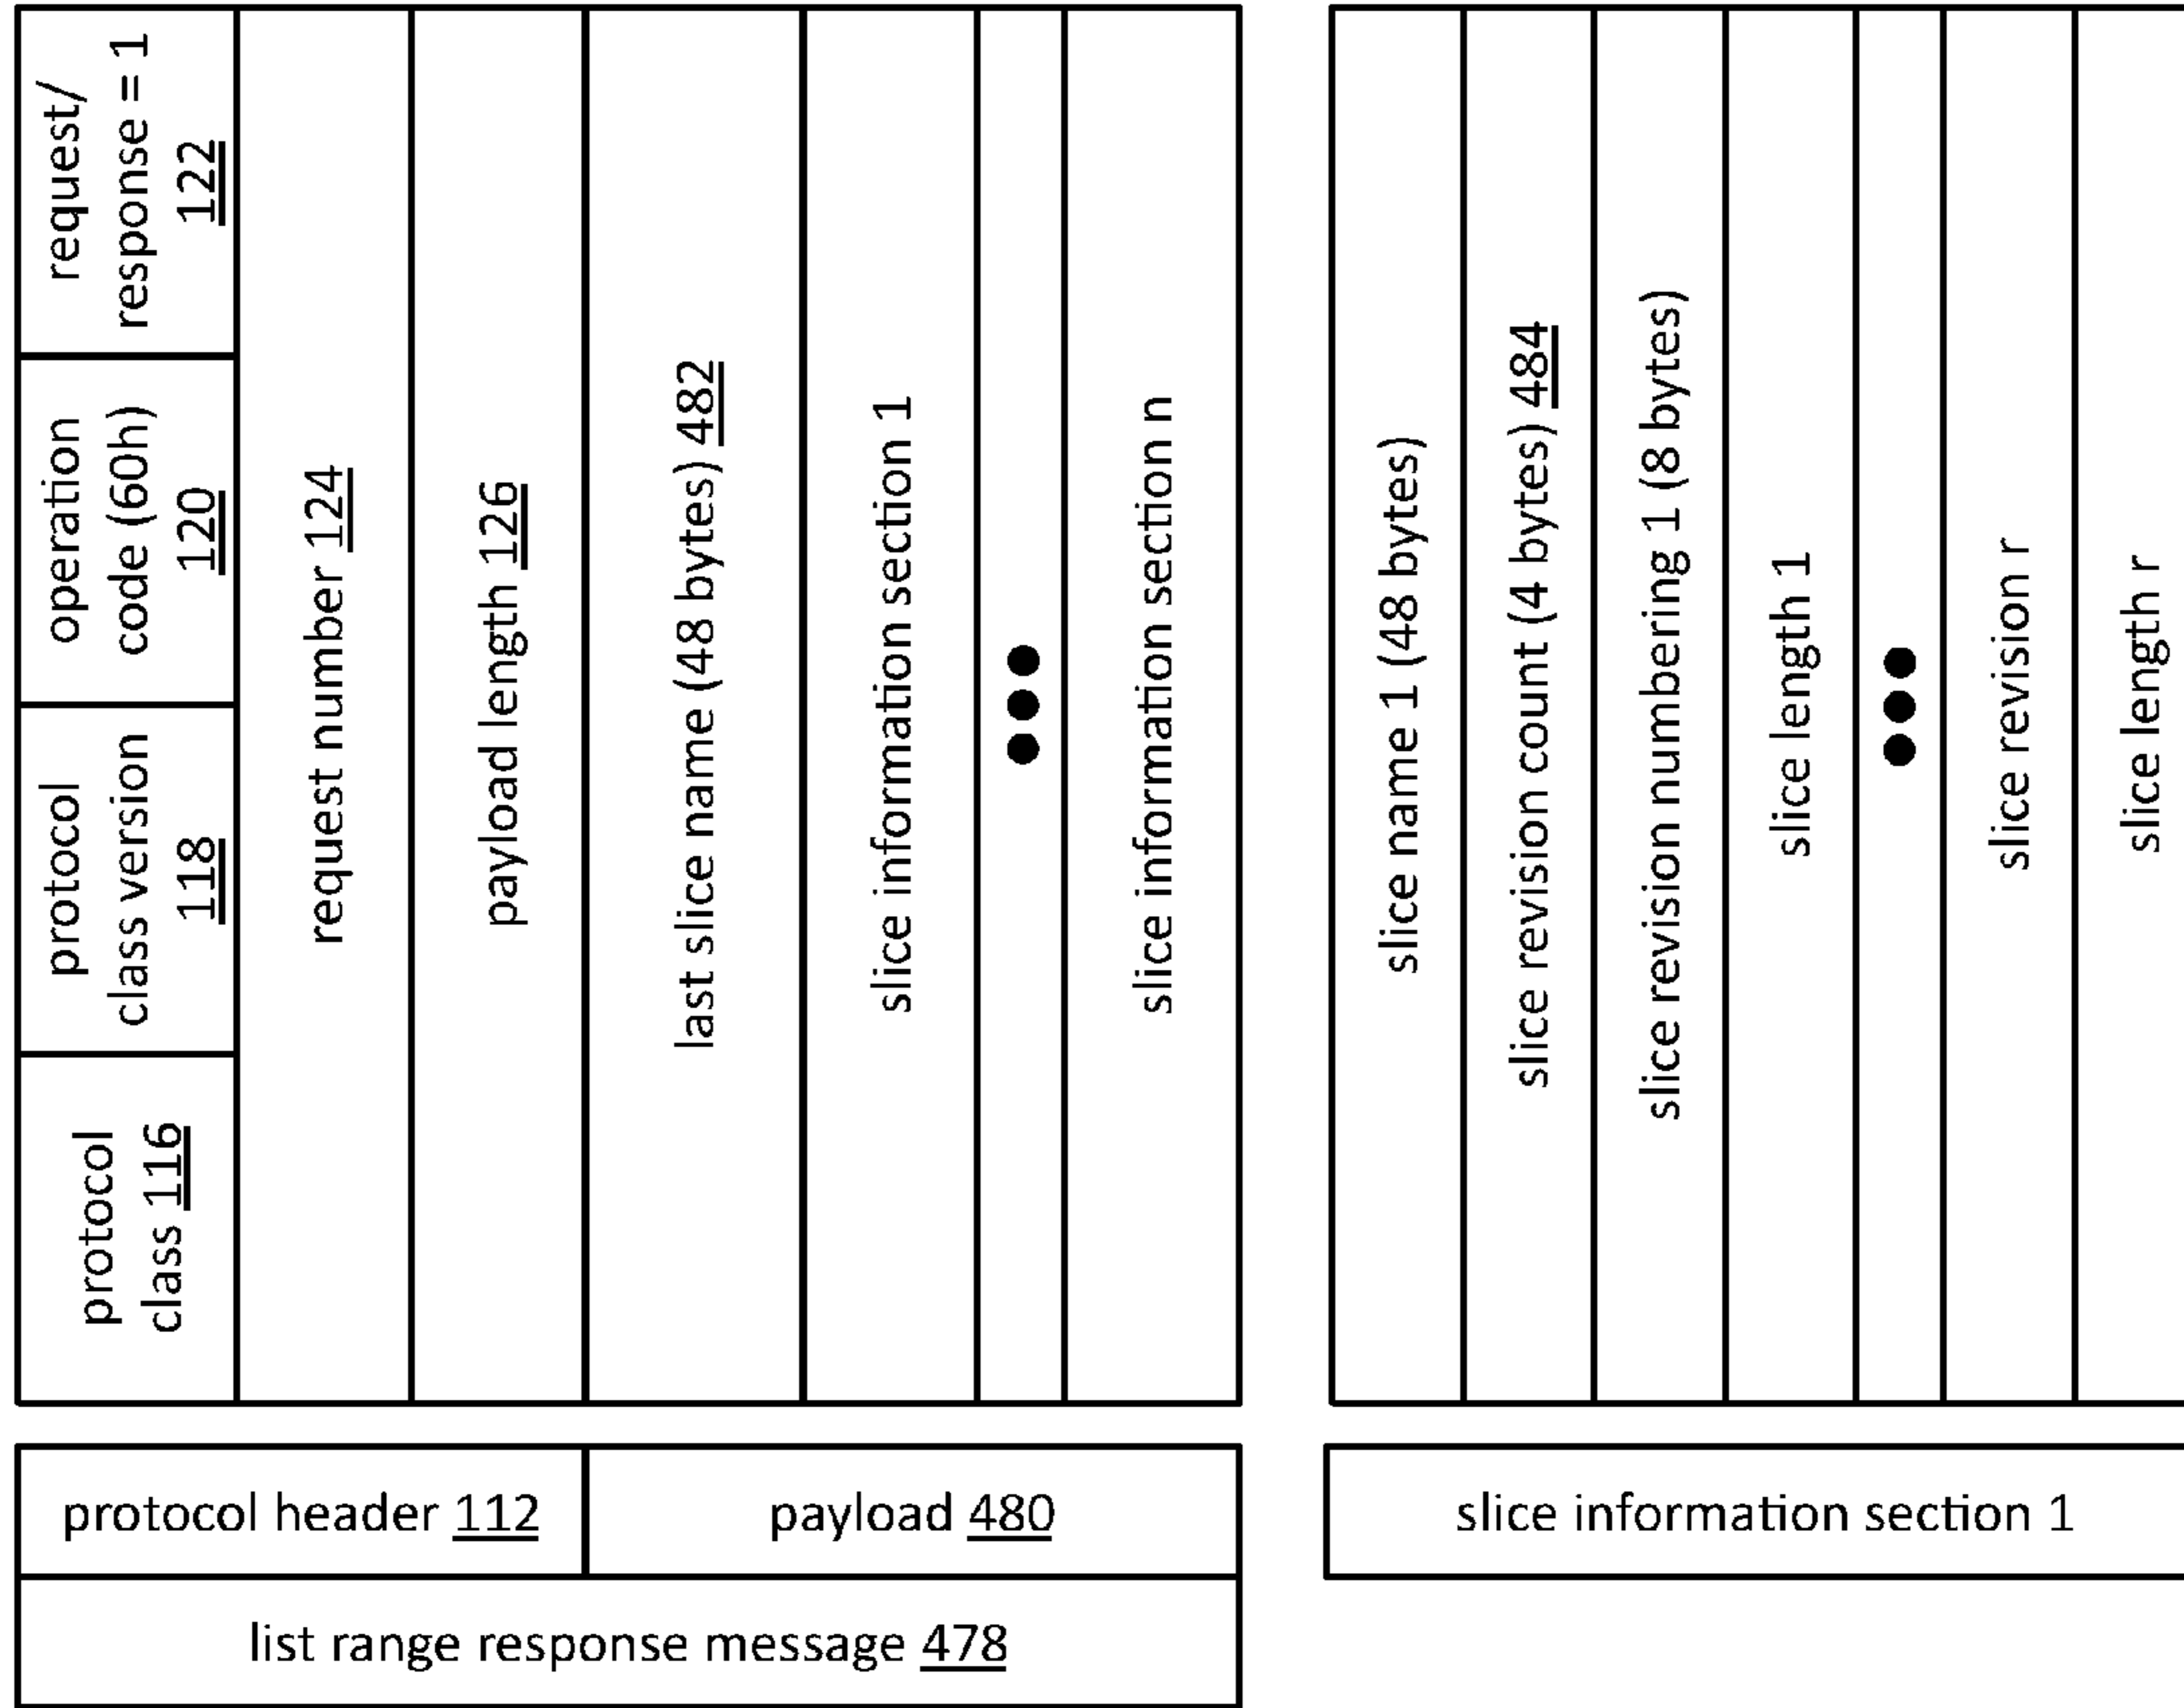 protocol
class 116
protocol
class version
118
operation
code (60h)
120
request/
response = 1
122
request number 124
payload length 126
last slice name (48 bytes) 482
slice information section 1
slice information section n
protocol header 112
payload 480
list range response message 478
slice name 1 (48 bytes)
slice revision count (4 bytes) 484
slice revision numbering 1 (8 bytes)
slice length 1
slice revision r
slice length r
slice information section 1